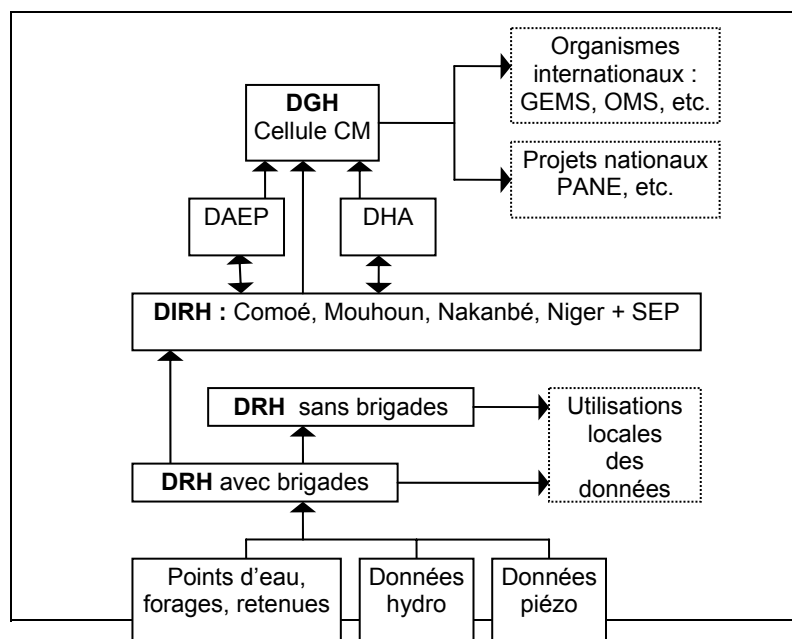 Organismes
internationaux :
GEMS, OMS, etc.
DGH
Cellule CM
Projets nationaux
PANE, etc.
DAEP
DHA
DIRH : Comoé, Mouhoun, Nakanbé, Niger + SEP
DRH sans brigades
Utilisations
locales
des
données
DRH avec brigades
Points d’eau,
forages, retenues
Données
hydro
Données
piézo